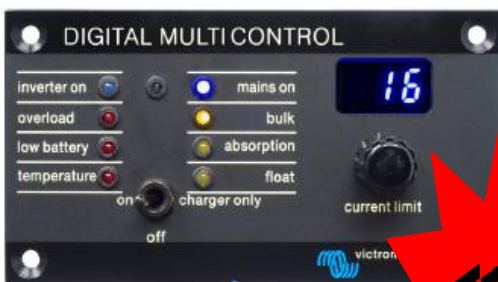 DIGITAL MULTI CONTROL
16
inverter on
mains on
overload
bulk
low battery
absorption
temperature
float
on
charger only
off
current limit